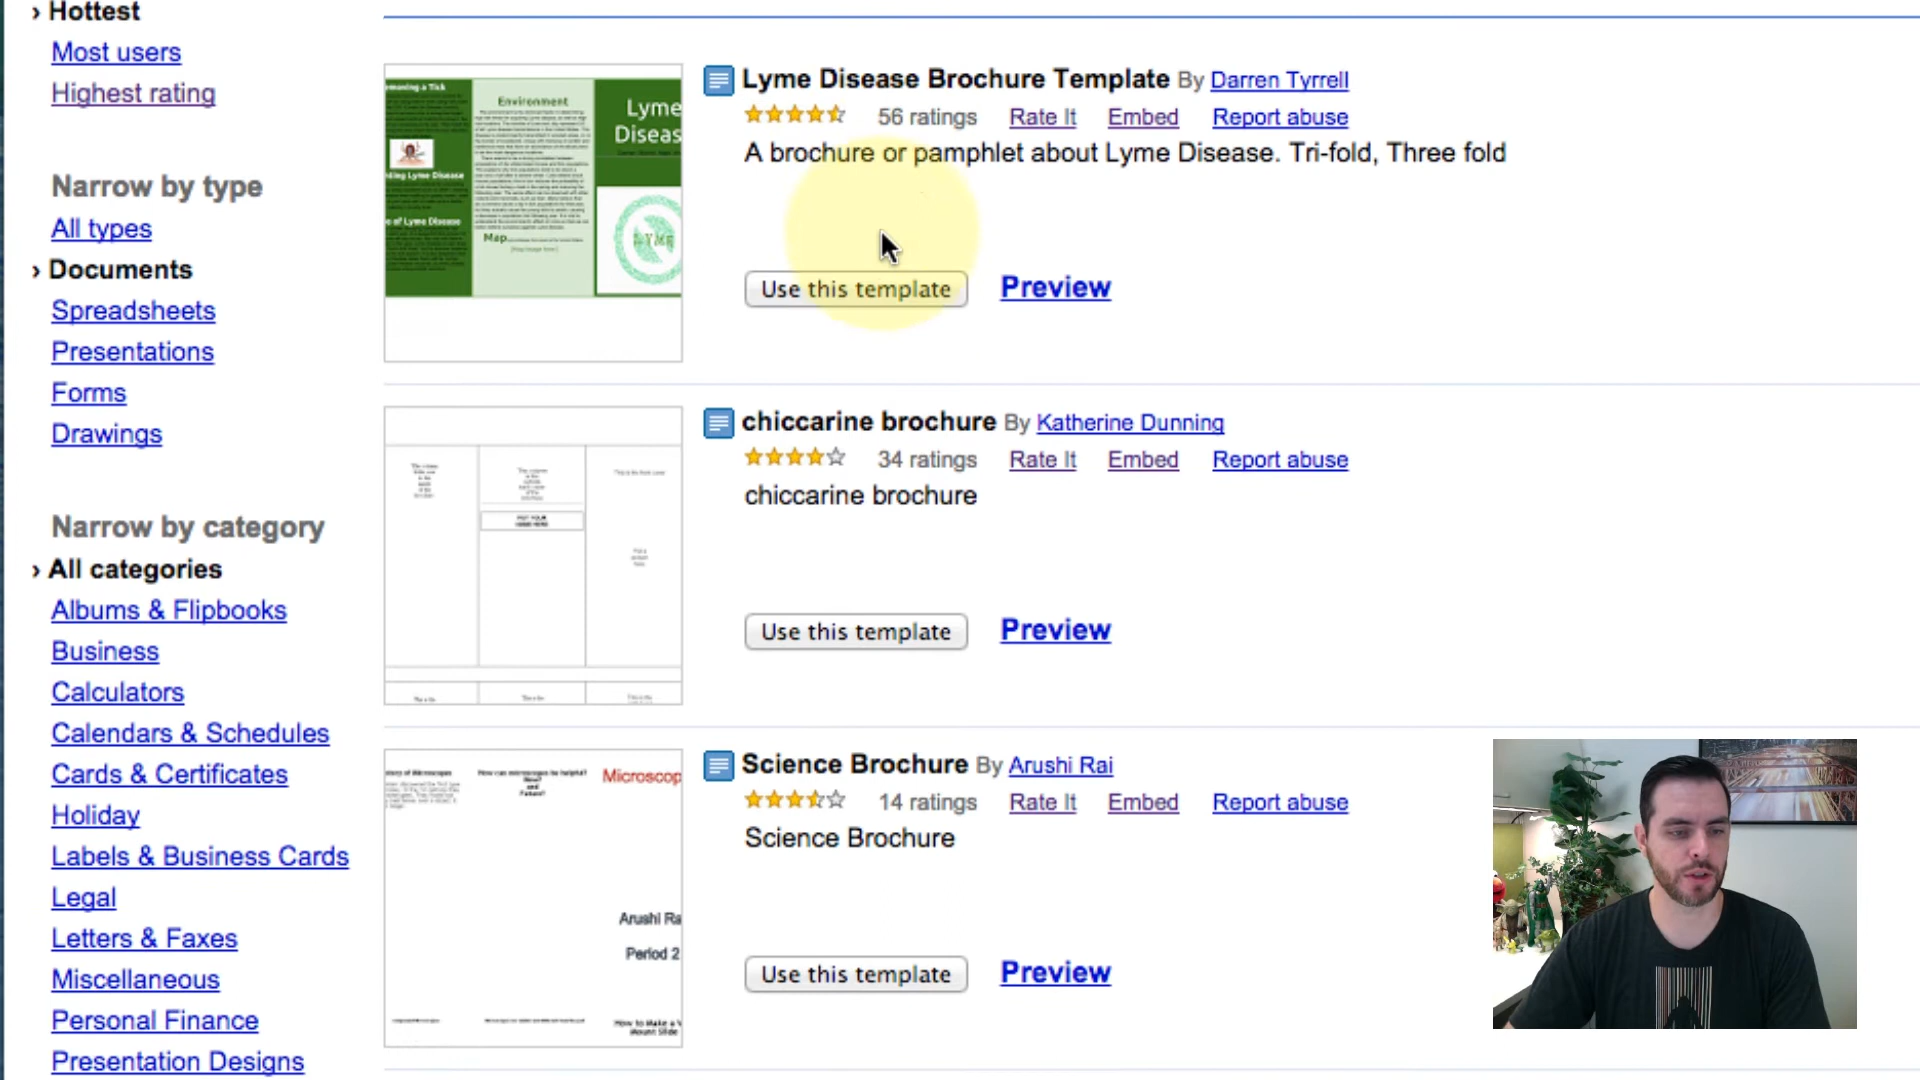 › Hottest
Most users
Highest rating
Narrow by type
All types
› Documents
Spreadsheets
Presentations
Forms
Drawings
Narrow by category
› All categories
Albums & Flipbooks
Business
Calculators
Calendars & Schedules
Cards & Certificates
Holiday
Labels & Business Cards
Legal
Letters & Faxes
Miscellaneous
Personal Finance
Presentation Designs
Environment
Lyme
Diseas
Map
Lyme Disease Brochure Template By Darren Tyrrell
56 ratings Rate It Embed Report abuse
A brochure or pamphlet about Lyme Disease. Tri-fold, Three fold
Use this template Preview
chiccarine brochure By Katherine Dunning
34 ratings Rate It Embed Report abuse
chiccarine brochure
Use this template Preview
Microscop
Arushi Ra
Period 2
Science Brochure By Arushi Rai
14 ratings Rate It Embed Report abuse
Science Brochure
Use this template Preview